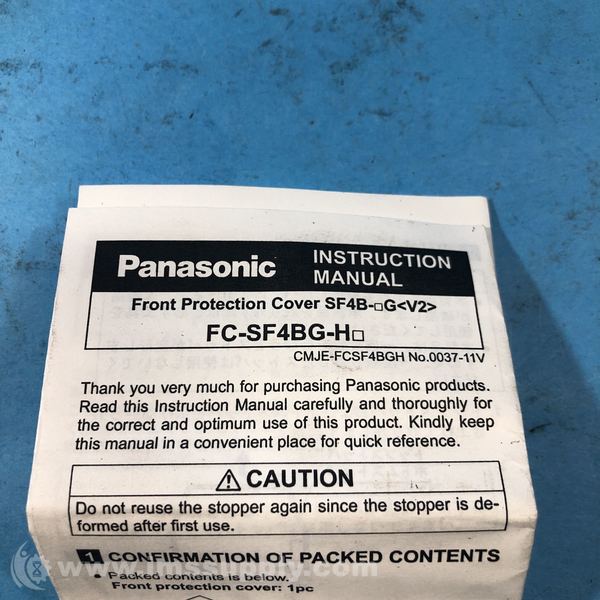 Panasonic
INSTRUCTION
MANUAL
Front Protection Cover SF4B-□G<V2>
FC-SF4BG-H□
CMJE-FCSF4BGH No.0037-11V
Thank you very much for purchasing Panasonic products.
Read this Instruction Manual carefully and thoroughly for
the correct and optimum use of this product. Kindly keep
this manual in a convenient place for quick reference.
⚠ CAUTION
Do not reuse the stopper again since the stopper is de-
formed after first use.
1 CONFIRMATION OF PACKED CONTENTS
• Packed contents is below.
Front protection cover: 1pc
www.imssupply.com